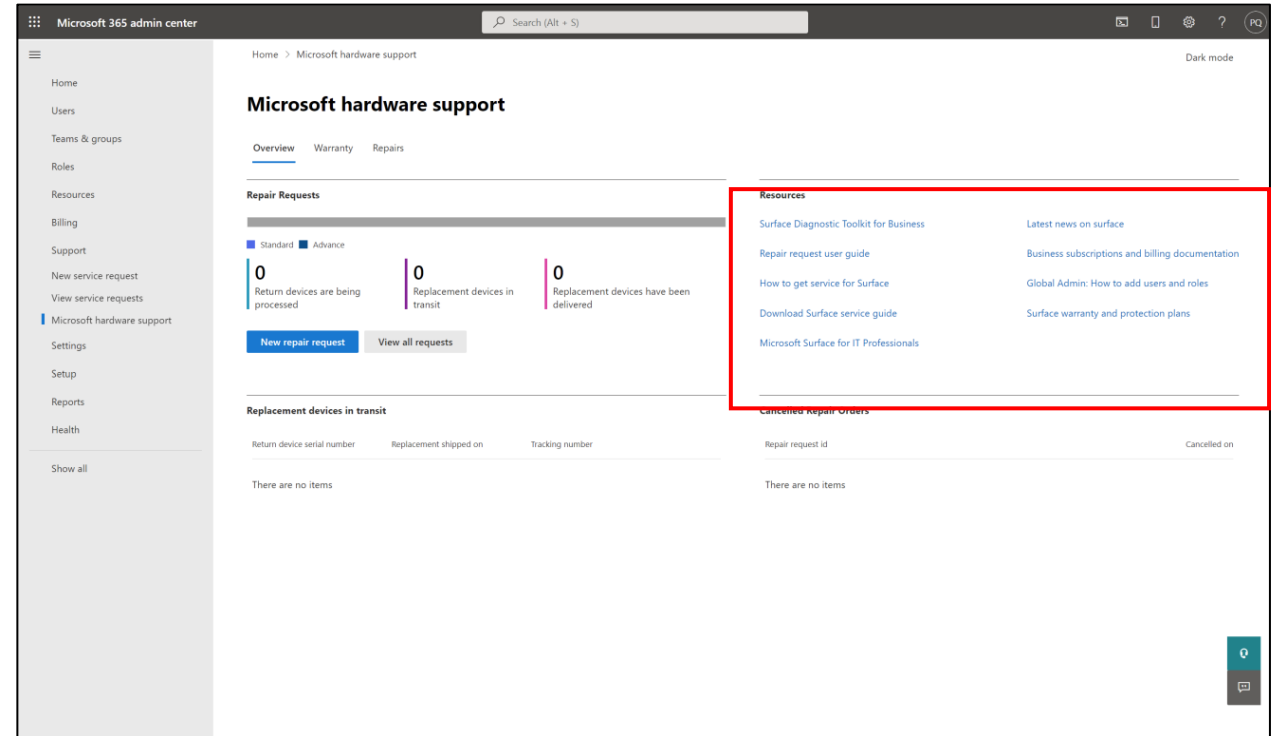 Microsoft 365 admin center
Search (Alt + S)
?
PQ
Home > Microsoft hardware support
Dark mode
Home
Users
Teams & groups
Roles
Resources
Billing
Support
New service request
View service requests
Microsoft hardware support
Settings
Setup
Reports
Health
Show all
Microsoft hardware support
Overview Warranty Repairs
Repair Requests
Standard Advance
0
Return devices are being
processed
0
Replacement devices in
transit
0
Replacement devices have been
delivered
New repair request View all requests
Resources
Surface Diagnostic Toolkit for Business
Repair request user guide
How to get service for Surface
Download Surface service guide
Microsoft Surface for IT Professionals
Latest news on surface
Business subscriptions and billing documentation
Global Admin: How to add users and roles
Surface warranty and protection plans
Replacement devices in transit
Return device serial number Replacement shipped on Tracking number
There are no items
Cancelled Repair Orders
Repair request id Cancelled on
There are no items